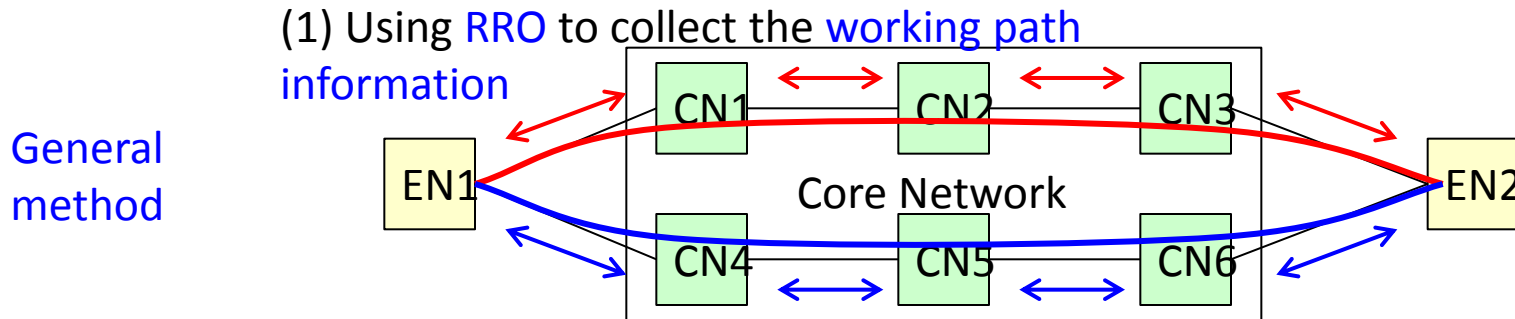 (1) Using RRO to collect the working path
information
General
method
CN1 CN2 CN3
EN1 Core Network EN2
CN4 CN5 CN6